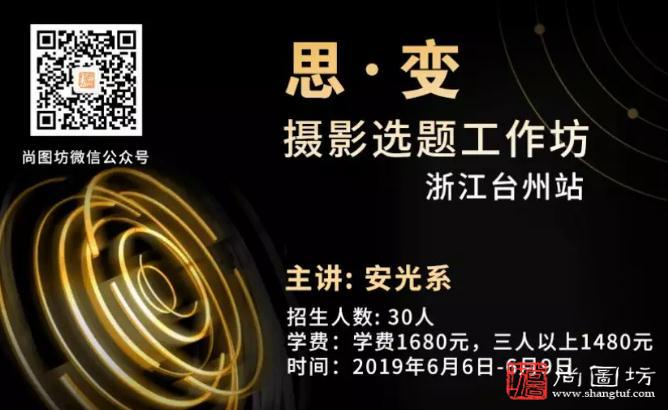 思·变
摄影选题工作坊
尚图坊微信公众号
浙江台州站
主讲: 安光系
招生人数: 30人
学费：学费1680元，三人以上1480元
时间：2019年6月6日-6月9日
尚图坊
www.shangtuf.com